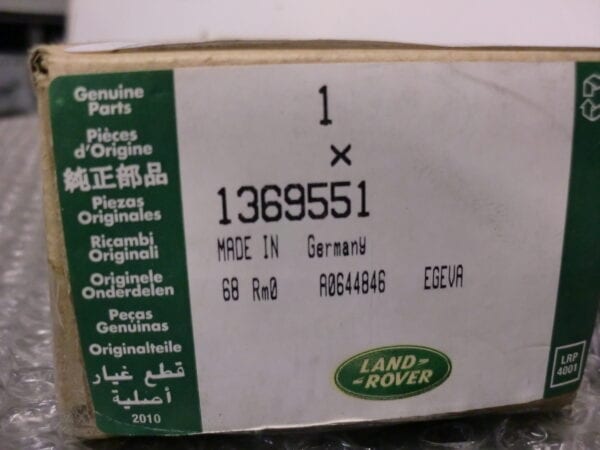 Genuine
Parts
Pièces
d'Origine
純正部品
Piezas
Originales
Ricambi
Originali
Originele
Onderdelen
Peças
Genuinas
Originalteile
قطع غيار
أصلية
2010
1
×
1369551
MADE IN Germany
68 Rm0 A0644846 EGEVA
LAND-
-ROVER
LRP
4001